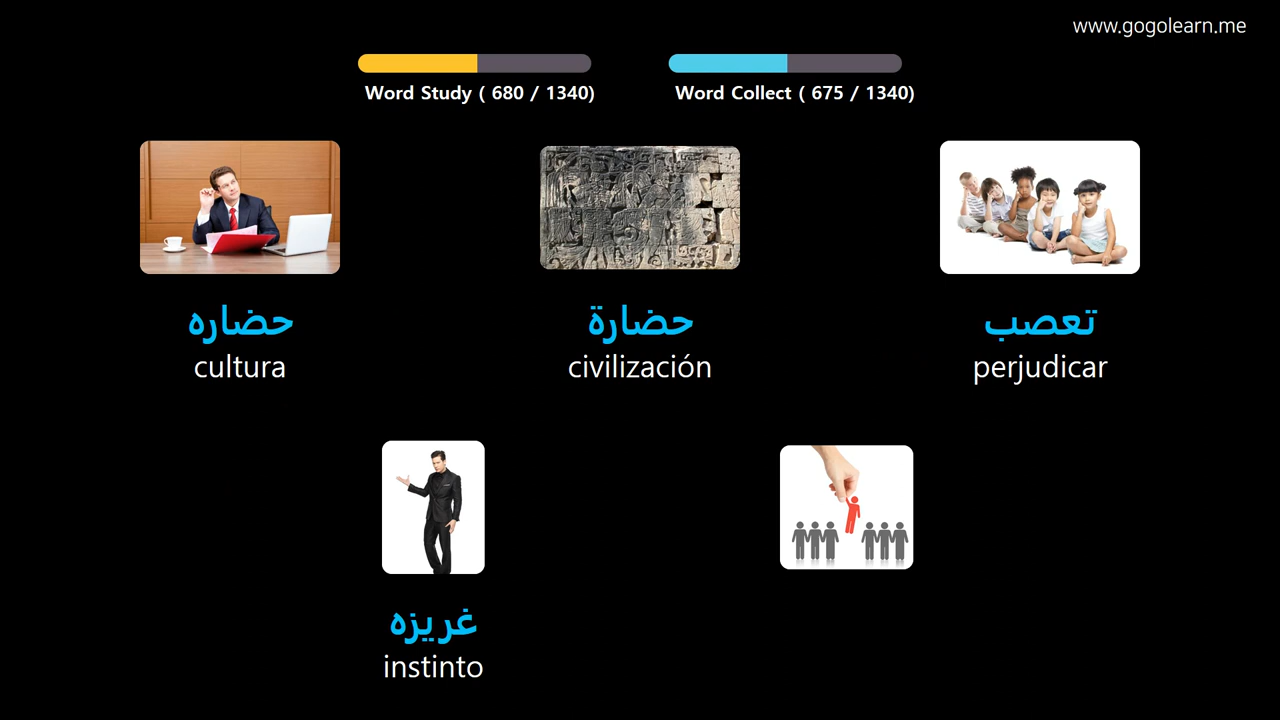 www.gogolearn.me
Word Study ( 680 / 1340)
Word Collect ( 675 / 1340)
حضاره
cultura
حضارة
civilización
تعصب
perjudicar
غريزه
instinto